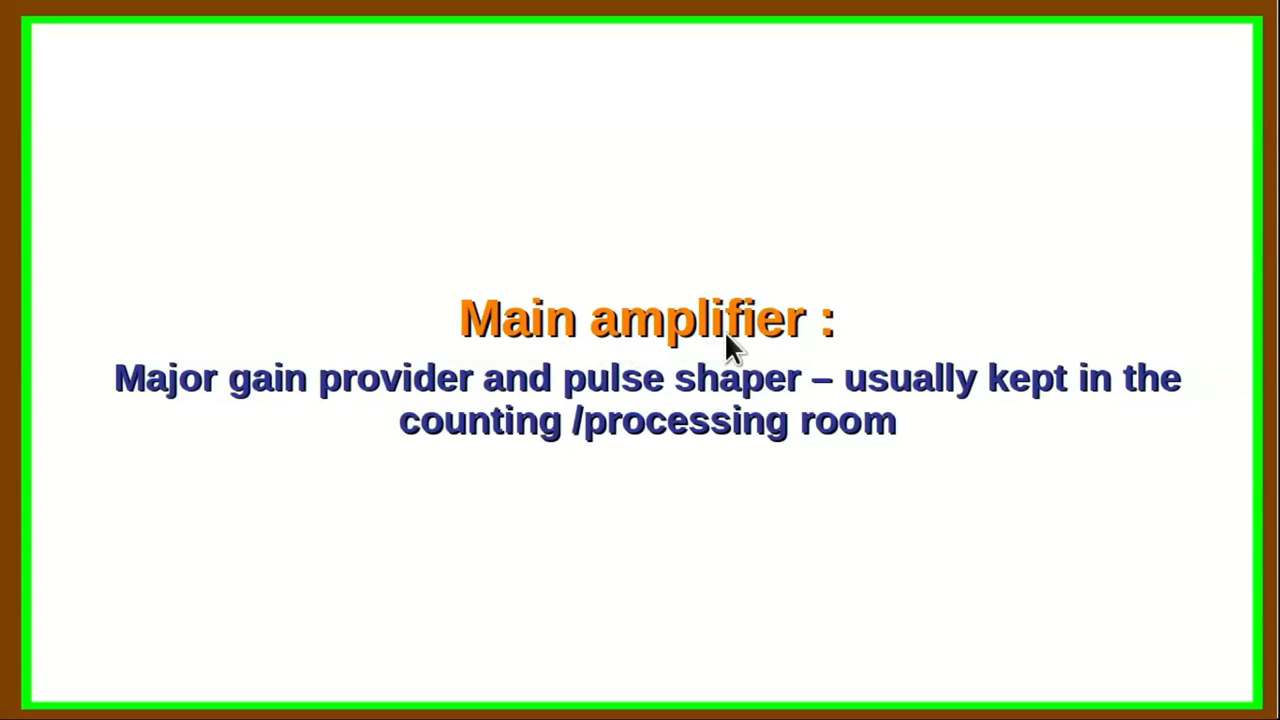 Main amplifier :
Major gain provider and pulse shaper – usually kept in the
counting /processing room